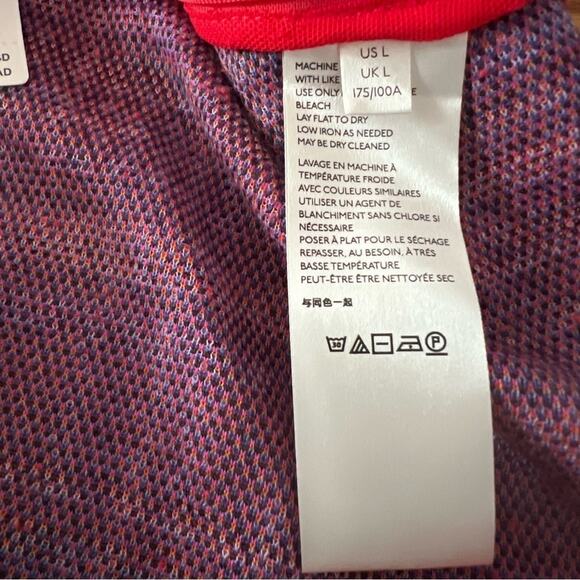 SD
AD
US L
UK L
175/100A
MACHINE
WITH LIKE
USE ONLY E
BLEACH
LAY FLAT TO DRY
LOW IRON AS NEEDED
MAY BE DRY CLEANED
LAVAGE EN MACHINE À
TEMPÉRATURE FROIDE
AVEC COULEURS SIMILAIRES
UTILISER UN AGENT DE
BLANCHIMENT SANS CHLORE SI
NÉCESSAIRE
POSER À PLAT POUR LE SÉCHAGE
REPASSER, AU BESOIN, À TRÈS
BASSE TEMPÉRATURE
PEUT-ÊTRE ÊTRE NETTOYÉE SEC
与同色一起
30 P